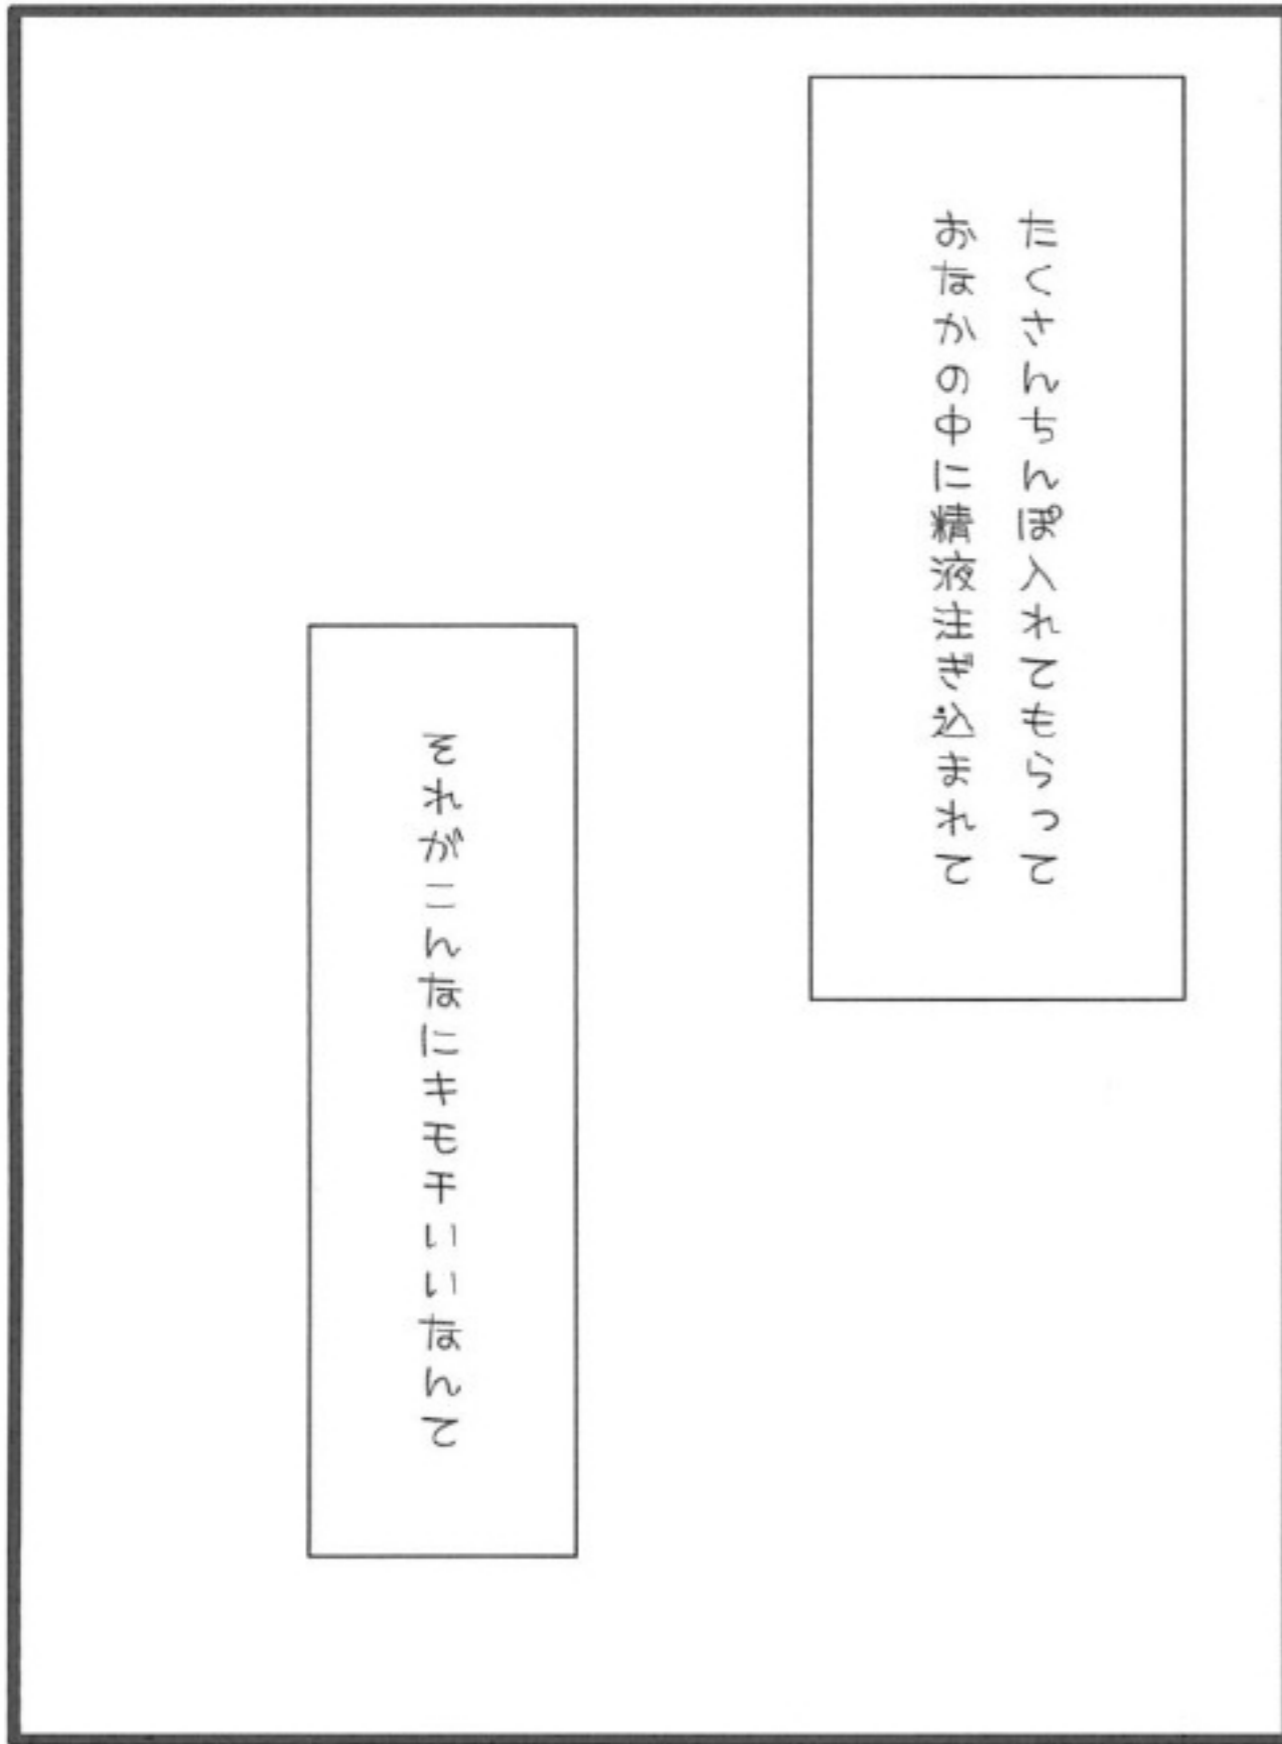 たくさんちんぽ入れてもらって
おなかの中に精液注ぎ込まれて
それがこんなにキモチいいなんて